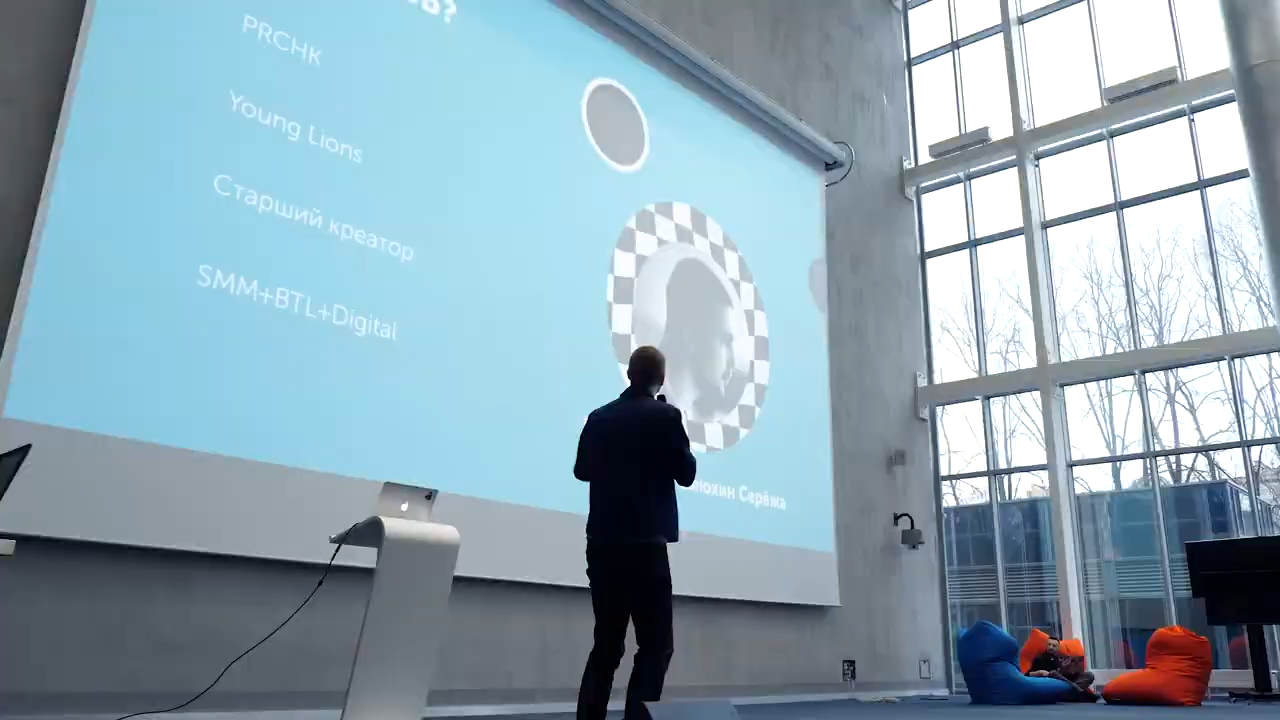 PRCHK
Young Lions
Старший креатор
SMM+BTL+Digital
Серёжа